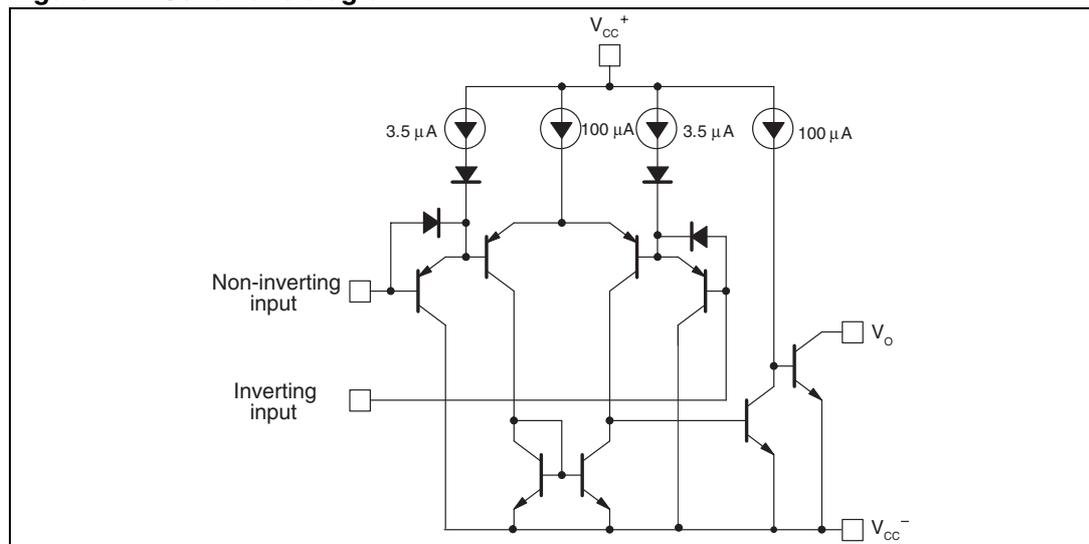 V_CC^+
3.5 μA
100 μA
3.5 μA
100 μA
Non-inverting
input
V_O
Inverting
input
V_CC^–